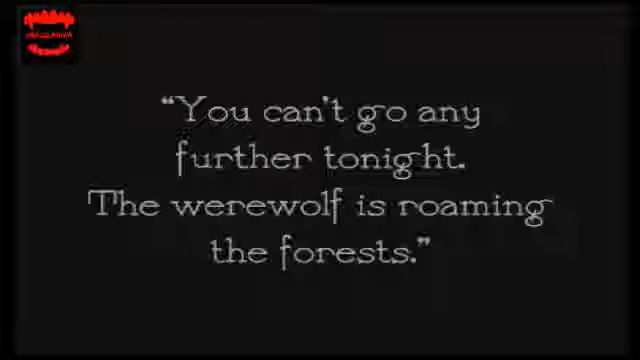 “You can't go any
further tonight.
The werewolf is roaming
the forests.”